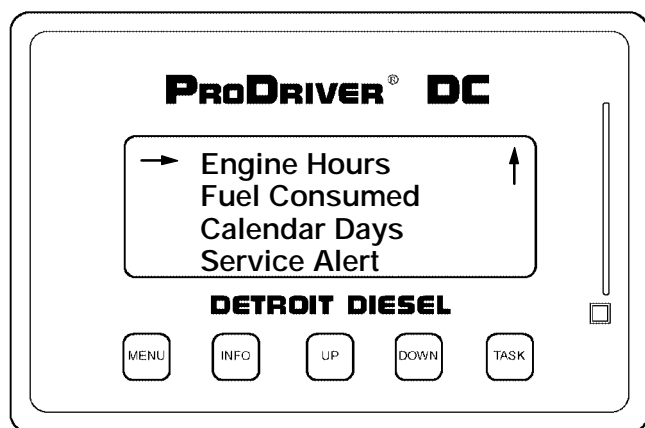 PRODRIVER® DC
→ Engine Hours ↑
Fuel Consumed
Calendar Days
Service Alert
DETROIT DIESEL
MENU INFO UP DOWN TASK